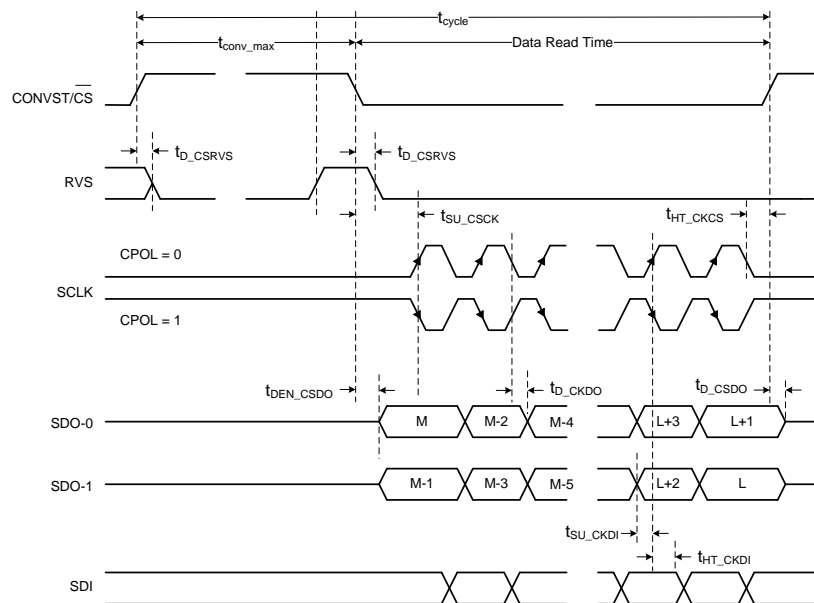 t_cycle
t_conv_max
Data Read Time
CONVST/C̅S̅
t_D_CSRVS
t_D_CSRVS
RVS
t_SU_CSCK
t_HT_CKCS
CPOL = 0
SCLK
CPOL = 1
t_DEN_CSDO
t_D_CKDO
t_D_CSDO
SDO-0
M
M-2
M-4
L+3
L+1
SDO-1
M-1
M-3
M-5
L+2
L
t_SU_CKDI
t_HT_CKDI
SDI